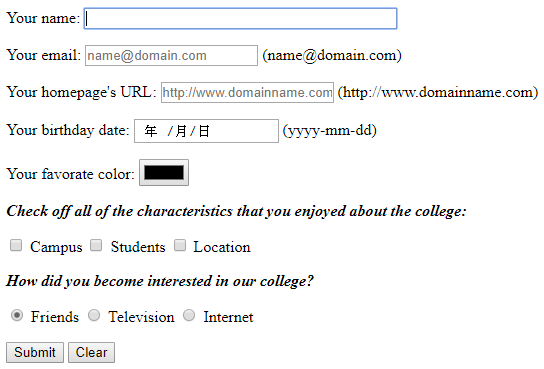 Your name:
Your email: name@domain.com (name@domain.com)
Your homepage's URL: http://www.domainname.com (http://www.domainname.com)
Your birthday date: 年 /月/日 (yyyy-mm-dd)
Your favorate color:
Check off all of the characteristics that you enjoyed about the college:
Campus Students Location
How did you become interested in our college?
Friends Television Internet
Submit Clear